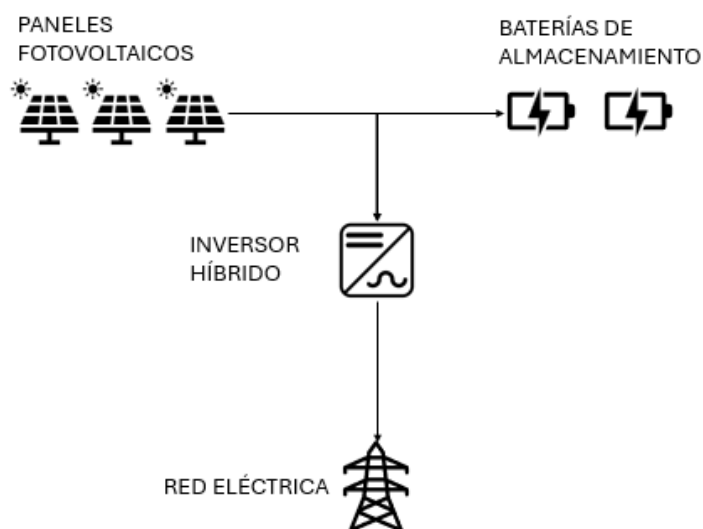 PANELES
FOTOVOLTAICOS
BATERÍAS DE
ALMACENAMIENTO
INVERSOR
HÍBRIDO
RED ELÉCTRICA